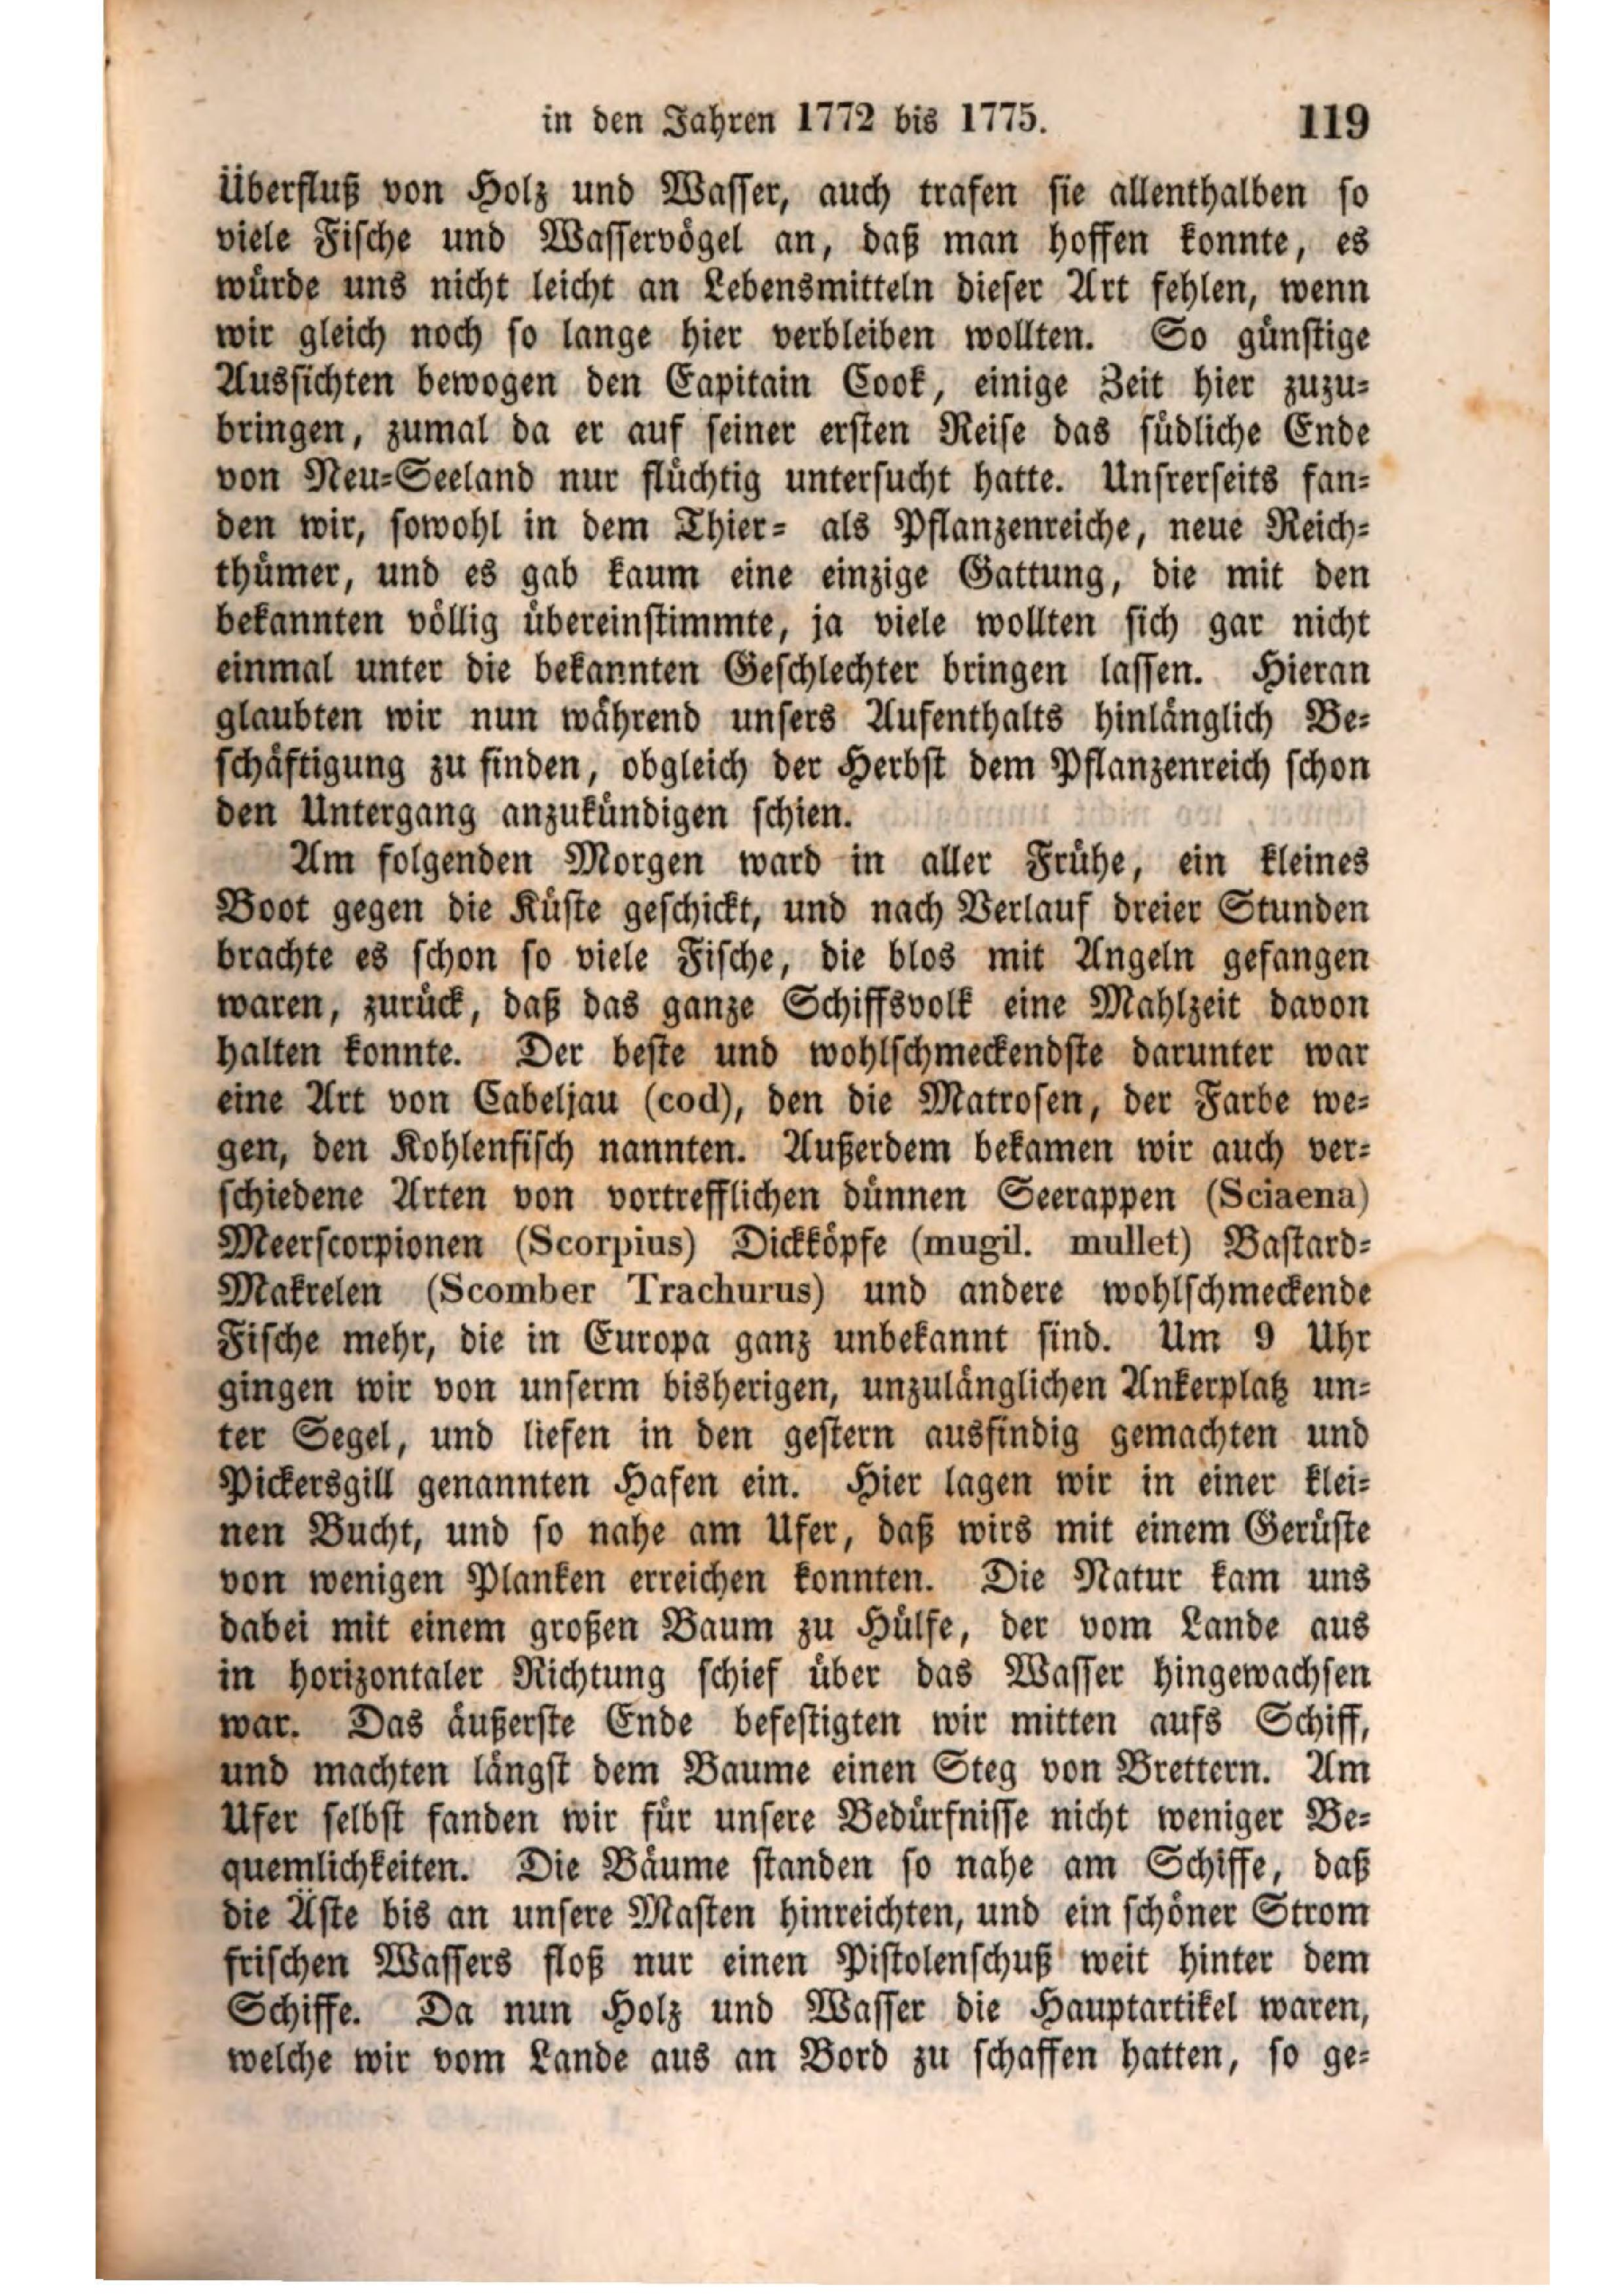 in den Jahren 1772 bis 1775. 119
Überfluß von Holz und Wasser, auch trafen sie allenthalben so
viele Fische und Wasservögel an, daß man hoffen konnte, es
würde uns nicht leicht an Lebensmitteln dieser Art fehlen, wenn
wir gleich noch so lange hier verbleiben wollten. So günstige
Aussichten bewogen den Capitain Cook, einige Zeit hier zuzu-
bringen, zumal da er auf seiner ersten Reise das südliche Ende
von Neu-Seeland nur flüchtig untersucht hatte. Unsrerseits fan-
den wir, sowohl in dem Thier- als Pflanzenreiche, neue Reich-
thümer, und es gab kaum eine einzige Gattung, die mit den
bekannten völlig übereinstimmte, ja viele wollten sich gar nicht
einmal unter die bekannten Geschlechter bringen lassen. Hieran
glaubten wir nun während unsers Aufenthalts hinlänglich Be-
schäftigung zu finden, obgleich der Herbst dem Pflanzenreich schon
den Untergang anzukündigen schien.
Am folgenden Morgen ward in aller Frühe, ein kleines
Boot gegen die Küste geschickt, und nach Verlauf dreier Stunden
brachte es schon so viele Fische, die blos mit Angeln gefangen
waren, zurück, daß das ganze Schiffsvolk eine Mahlzeit davon
halten konnte. Der beste und wohlschmeckendste darunter war
eine Art von Cabeljau (cod), den die Matrosen, der Farbe we-
gen, den Kohlenfisch nannten. Außerdem bekamen wir auch ver-
schiedene Arten von vortrefflichen dünnen Seerappen (Sciaena)
Meerscorpionen (Scorpius) Dickköpfe (mugil. mullet) Bastard-
Makrelen (Scomber Trachurus) und andere wohlschmeckende
Fische mehr, die in Europa ganz unbekannt sind. Um 9 Uhr
gingen wir von unserm bisherigen, unzulänglichen Ankerplatz un-
ter Segel, und liefen in den gestern ausfindig gemachten und
Pickersgill genannten Hafen ein. Hier lagen wir in einer klei-
nen Bucht, und so nahe am Ufer, daß wirs mit einem Gerüste
von wenigen Planken erreichen konnten. Die Natur kam uns
dabei mit einem großen Baum zu Hülfe, der vom Lande aus
in horizontaler Richtung schief über das Wasser hingewachsen
war. Das äußerste Ende befestigten wir mitten aufs Schiff,
und machten längst dem Baume einen Steg von Brettern. Am
Ufer selbst fanden wir für unsere Bedürfnisse nicht weniger Be-
quemlichkeiten. Die Bäume standen so nahe am Schiffe, daß
die Äste bis an unsere Masten hinreichten, und ein schöner Strom
frischen Wassers floß nur einen Pistolenschuß weit hinter dem
Schiffe. Da nun Holz und Wasser die Hauptartikel waren,
welche wir vom Lande aus an Bord zu schaffen hatten, so ge-